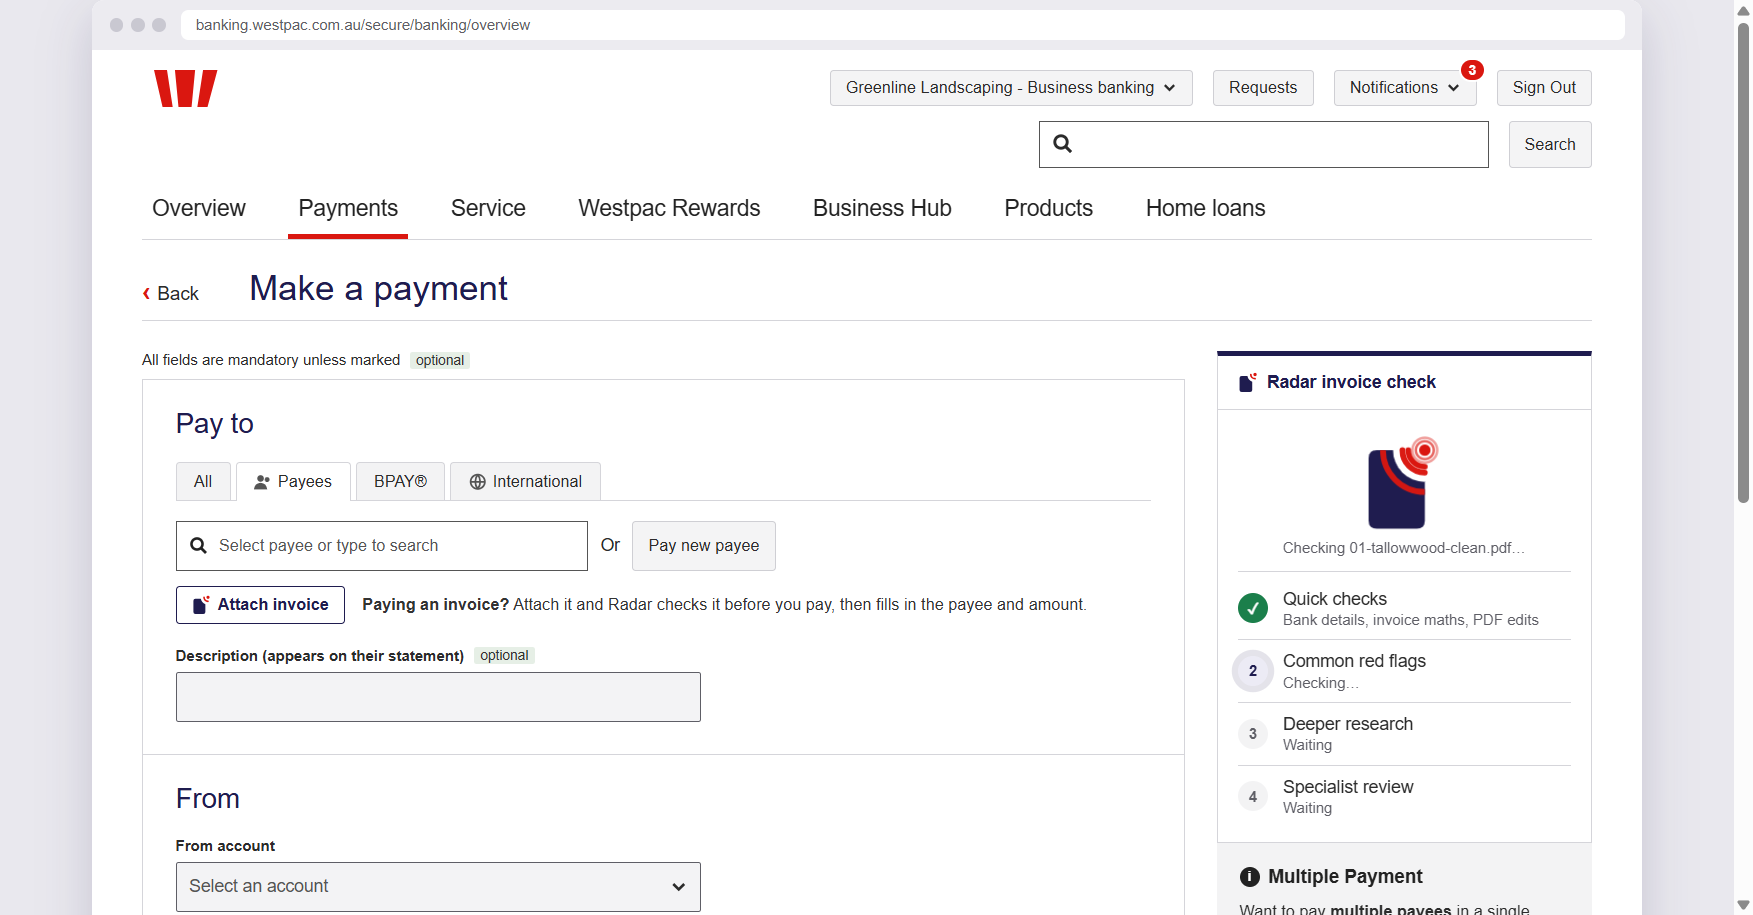 banking.westpac.com.au/secure/banking/overview
Greenline Landscaping - Business banking
Requests
Notifications
3
Sign Out
Search
Overview
Payments
Service
Westpac Rewards
Business Hub
Products
Home loans
Back
Make a payment
All fields are mandatory unless marked optional
Pay to
All
Payees
BPAY®
International
Select payee or type to search
Or
Pay new payee
Attach invoice
Paying an invoice? Attach it and Radar checks it before you pay, then fills in the payee and amount.
Description (appears on their statement) optional
From
From account
Select an account
Radar invoice check
Checking 01-tallowwood-clean.pdf…
Quick checks
Bank details, invoice maths, PDF edits
2
Common red flags
Checking…
3
Deeper research
Waiting
4
Specialist review
Waiting
Multiple Payment
Want to pay multiple payees in a single